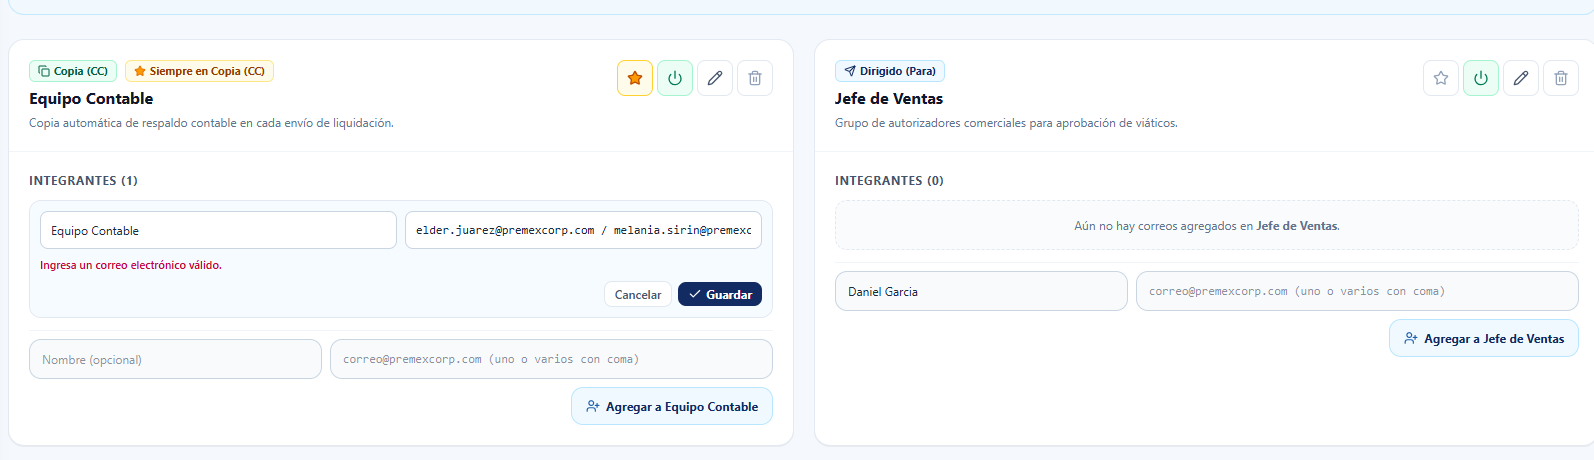 Copia (CC)
Siempre en Copia (CC)
Equipo Contable
Copia automática de respaldo contable en cada envío de liquidación.
INTEGRANTES (1)
Equipo Contable
elder.juarez@premexcorp.com / melania.sirin@premexc
Ingresa un correo electrónico válido.
Cancelar
Guardar
Nombre (opcional)
correo@premexcorp.com (uno o varios con coma)
Agregar a Equipo Contable
Dirigido (Para)
Jefe de Ventas
Grupo de autorizadores comerciales para aprobación de viáticos.
INTEGRANTES (0)
Aún no hay correos agregados en Jefe de Ventas.
Daniel Garcia
correo@premexcorp.com (uno o varios con coma)
Agregar a Jefe de Ventas